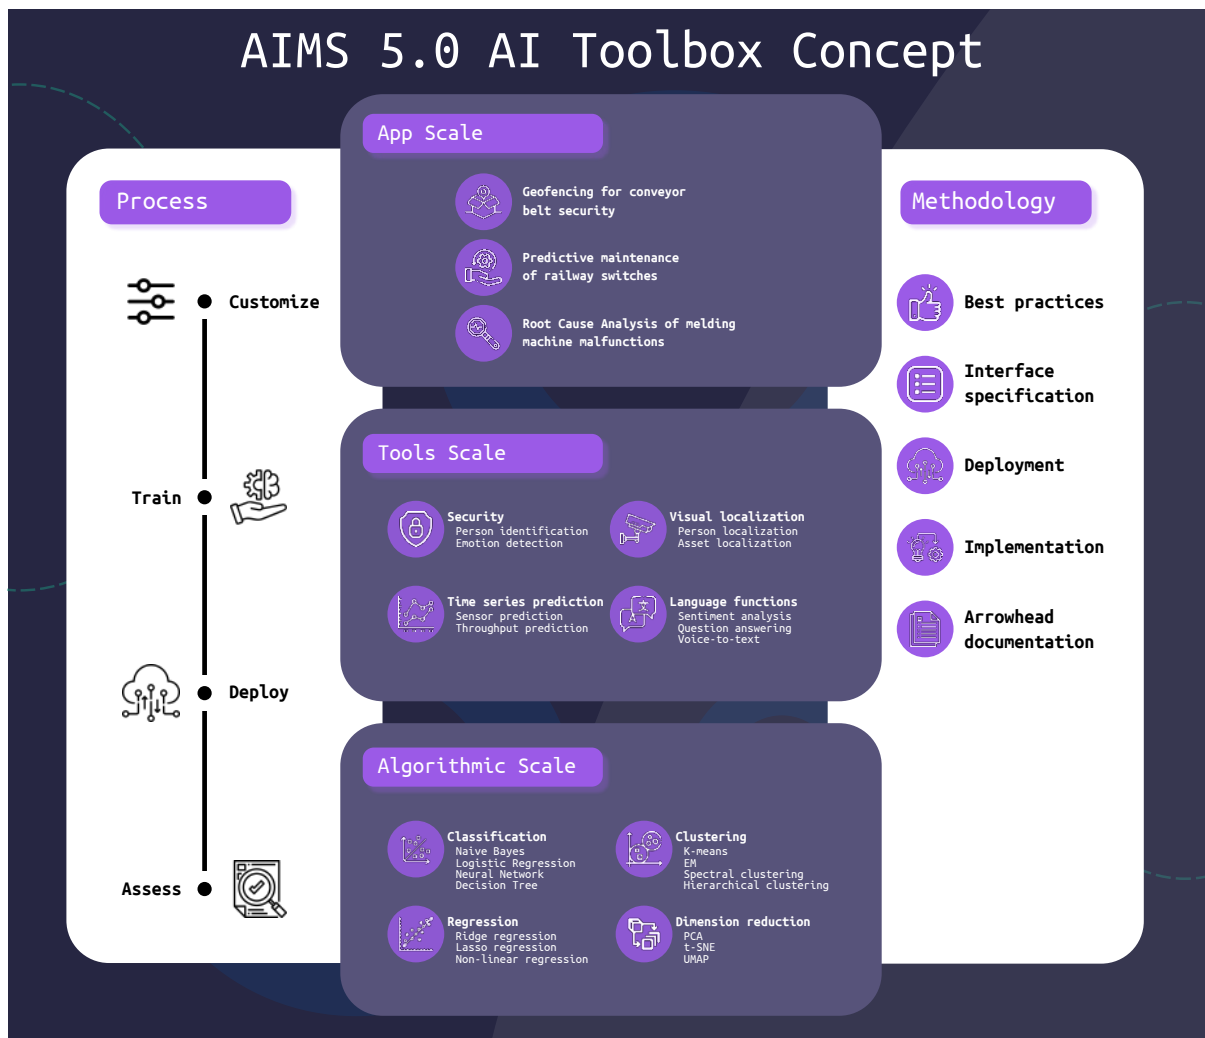 AIMS 5.0 AI Toolbox Concept
Process
Customize
Train
Deploy
Assess
App Scale
Geofencing for conveyor
belt security
Predictive maintenance
of railway switches
Root Cause Analysis of melding
machine malfunctions
Tools Scale
Security
Person identification
Emotion detection
Visual localization
Person localization
Asset localization
Time series prediction
Sensor prediction
Throughput prediction
Language functions
Sentiment analysis
Question answering
Voice-to-text
Algorithmic Scale
Classification
Naive Bayes
Logistic Regression
Neural Network
Decision Tree
Clustering
K-means
EM
Spectral clustering
Hierarchical clustering
Regression
Ridge regression
Lasso regression
Non-linear regression
Dimension reduction
PCA
t-SNE
UMAP
Methodology
Best practices
Interface
specification
Deployment
Implementation
Arrowhead
documentation